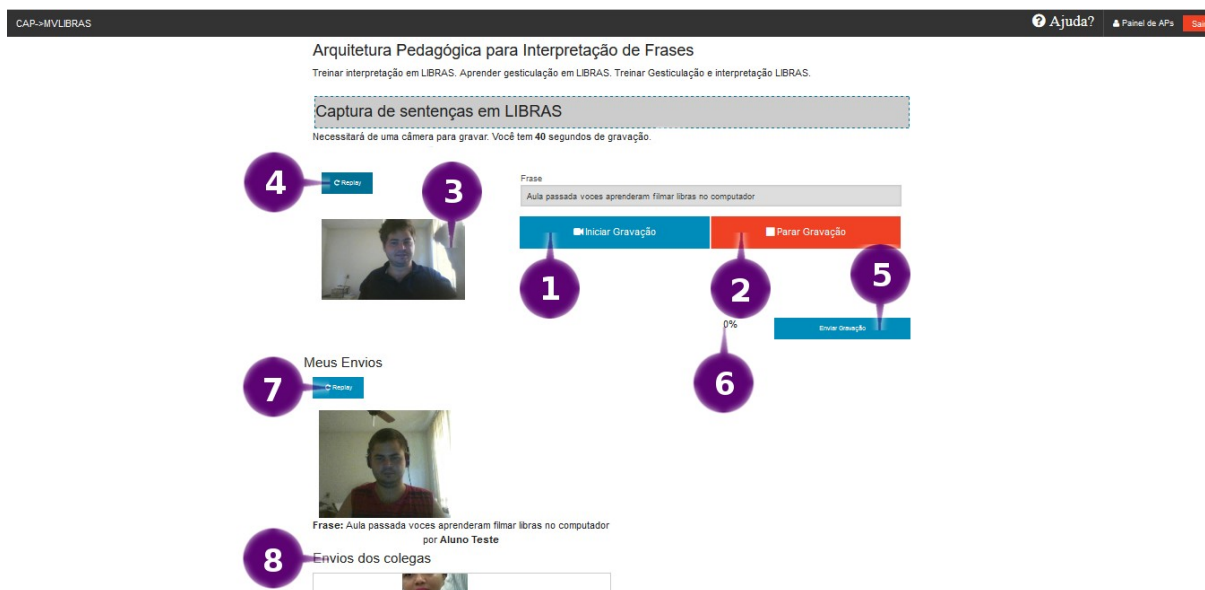 CAP->MVLIBRAS
Ajuda?
Painel de APs
Sair
Arquitetura Pedagógica para Interpretação de Frases
Treinar interpretação em LIBRAS. Aprender gesticulação em LIBRAS. Treinar Gesticulação e interpretação LIBRAS.
Captura de sentenças em LIBRAS
Necessitará de uma câmera para gravar. Você tem 40 segundos de gravação.
4
Replay
3
Frase
Aula passada voces aprenderam filmar libras no computador
Iniciar Gravação
Parar Gravação
1
2
5
0%
Enviar Gravação
6
Meus Envios
7
Replay
Frase: Aula passada voces aprenderam filmar libras no computador
por Aluno Teste
8
Envios dos colegas